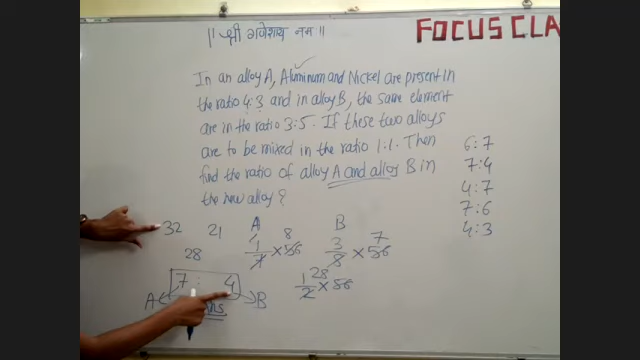 || श्री गणेशाय नमः ||
FOCUS CLA
In an alloy A, Aluminum and Nickel are present in
the ratio 4:3 and in alloy B, the same element
are in the ratio 3:5. If these two alloys
are to be mixed in the ratio 1:1. Then
find the ratio of alloy A and alloy B in
the new alloy?
6:7
7:4
4:7
7:6
4:3
32 21
28
7 : 4
A B
Ans
A
4/7 × 56 8
B
3/8 × 56 7
1/2 × 56 28